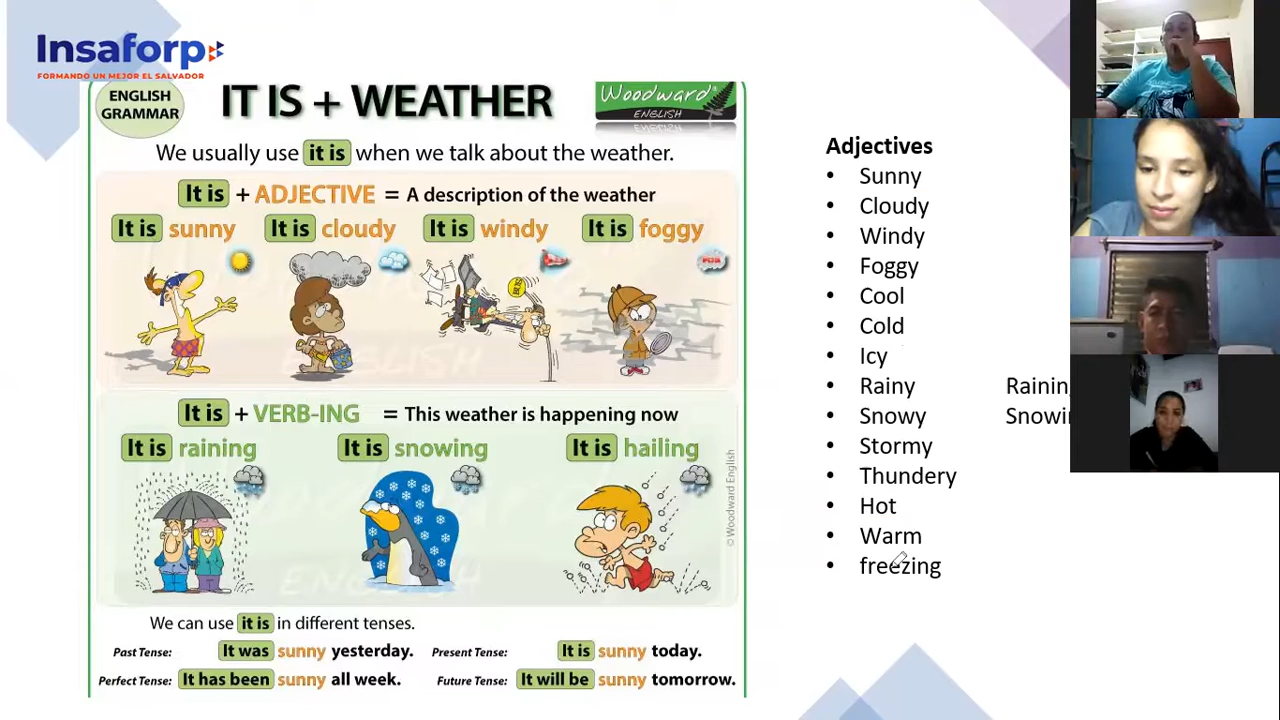 Insaforp
FORMANDO UN MEJOR EL SALVADOR
ENGLISH
GRAMMAR
IT IS + WEATHER
Woodward
ENGLISH
We usually use it is when we talk about the weather.
It is + ADJECTIVE = A description of the weather
It is sunny It is cloudy It is windy It is foggy
BUS
FOG
It is + VERB-ING = This weather is happening now
It is raining It is snowing It is hailing
© Woodward English
We can use it is in different tenses.
Past Tense: It was sunny yesterday. Present Tense: It is sunny today.
Perfect Tense: It has been sunny all week. Future Tense: It will be sunny tomorrow.
Adjectives
• Sunny
• Cloudy
• Windy
• Foggy
• Cool
• Cold
• Icy
• Rainy Rainin
• Snowy Snowin
• Stormy
• Thundery
• Hot
• Warm
• freezing